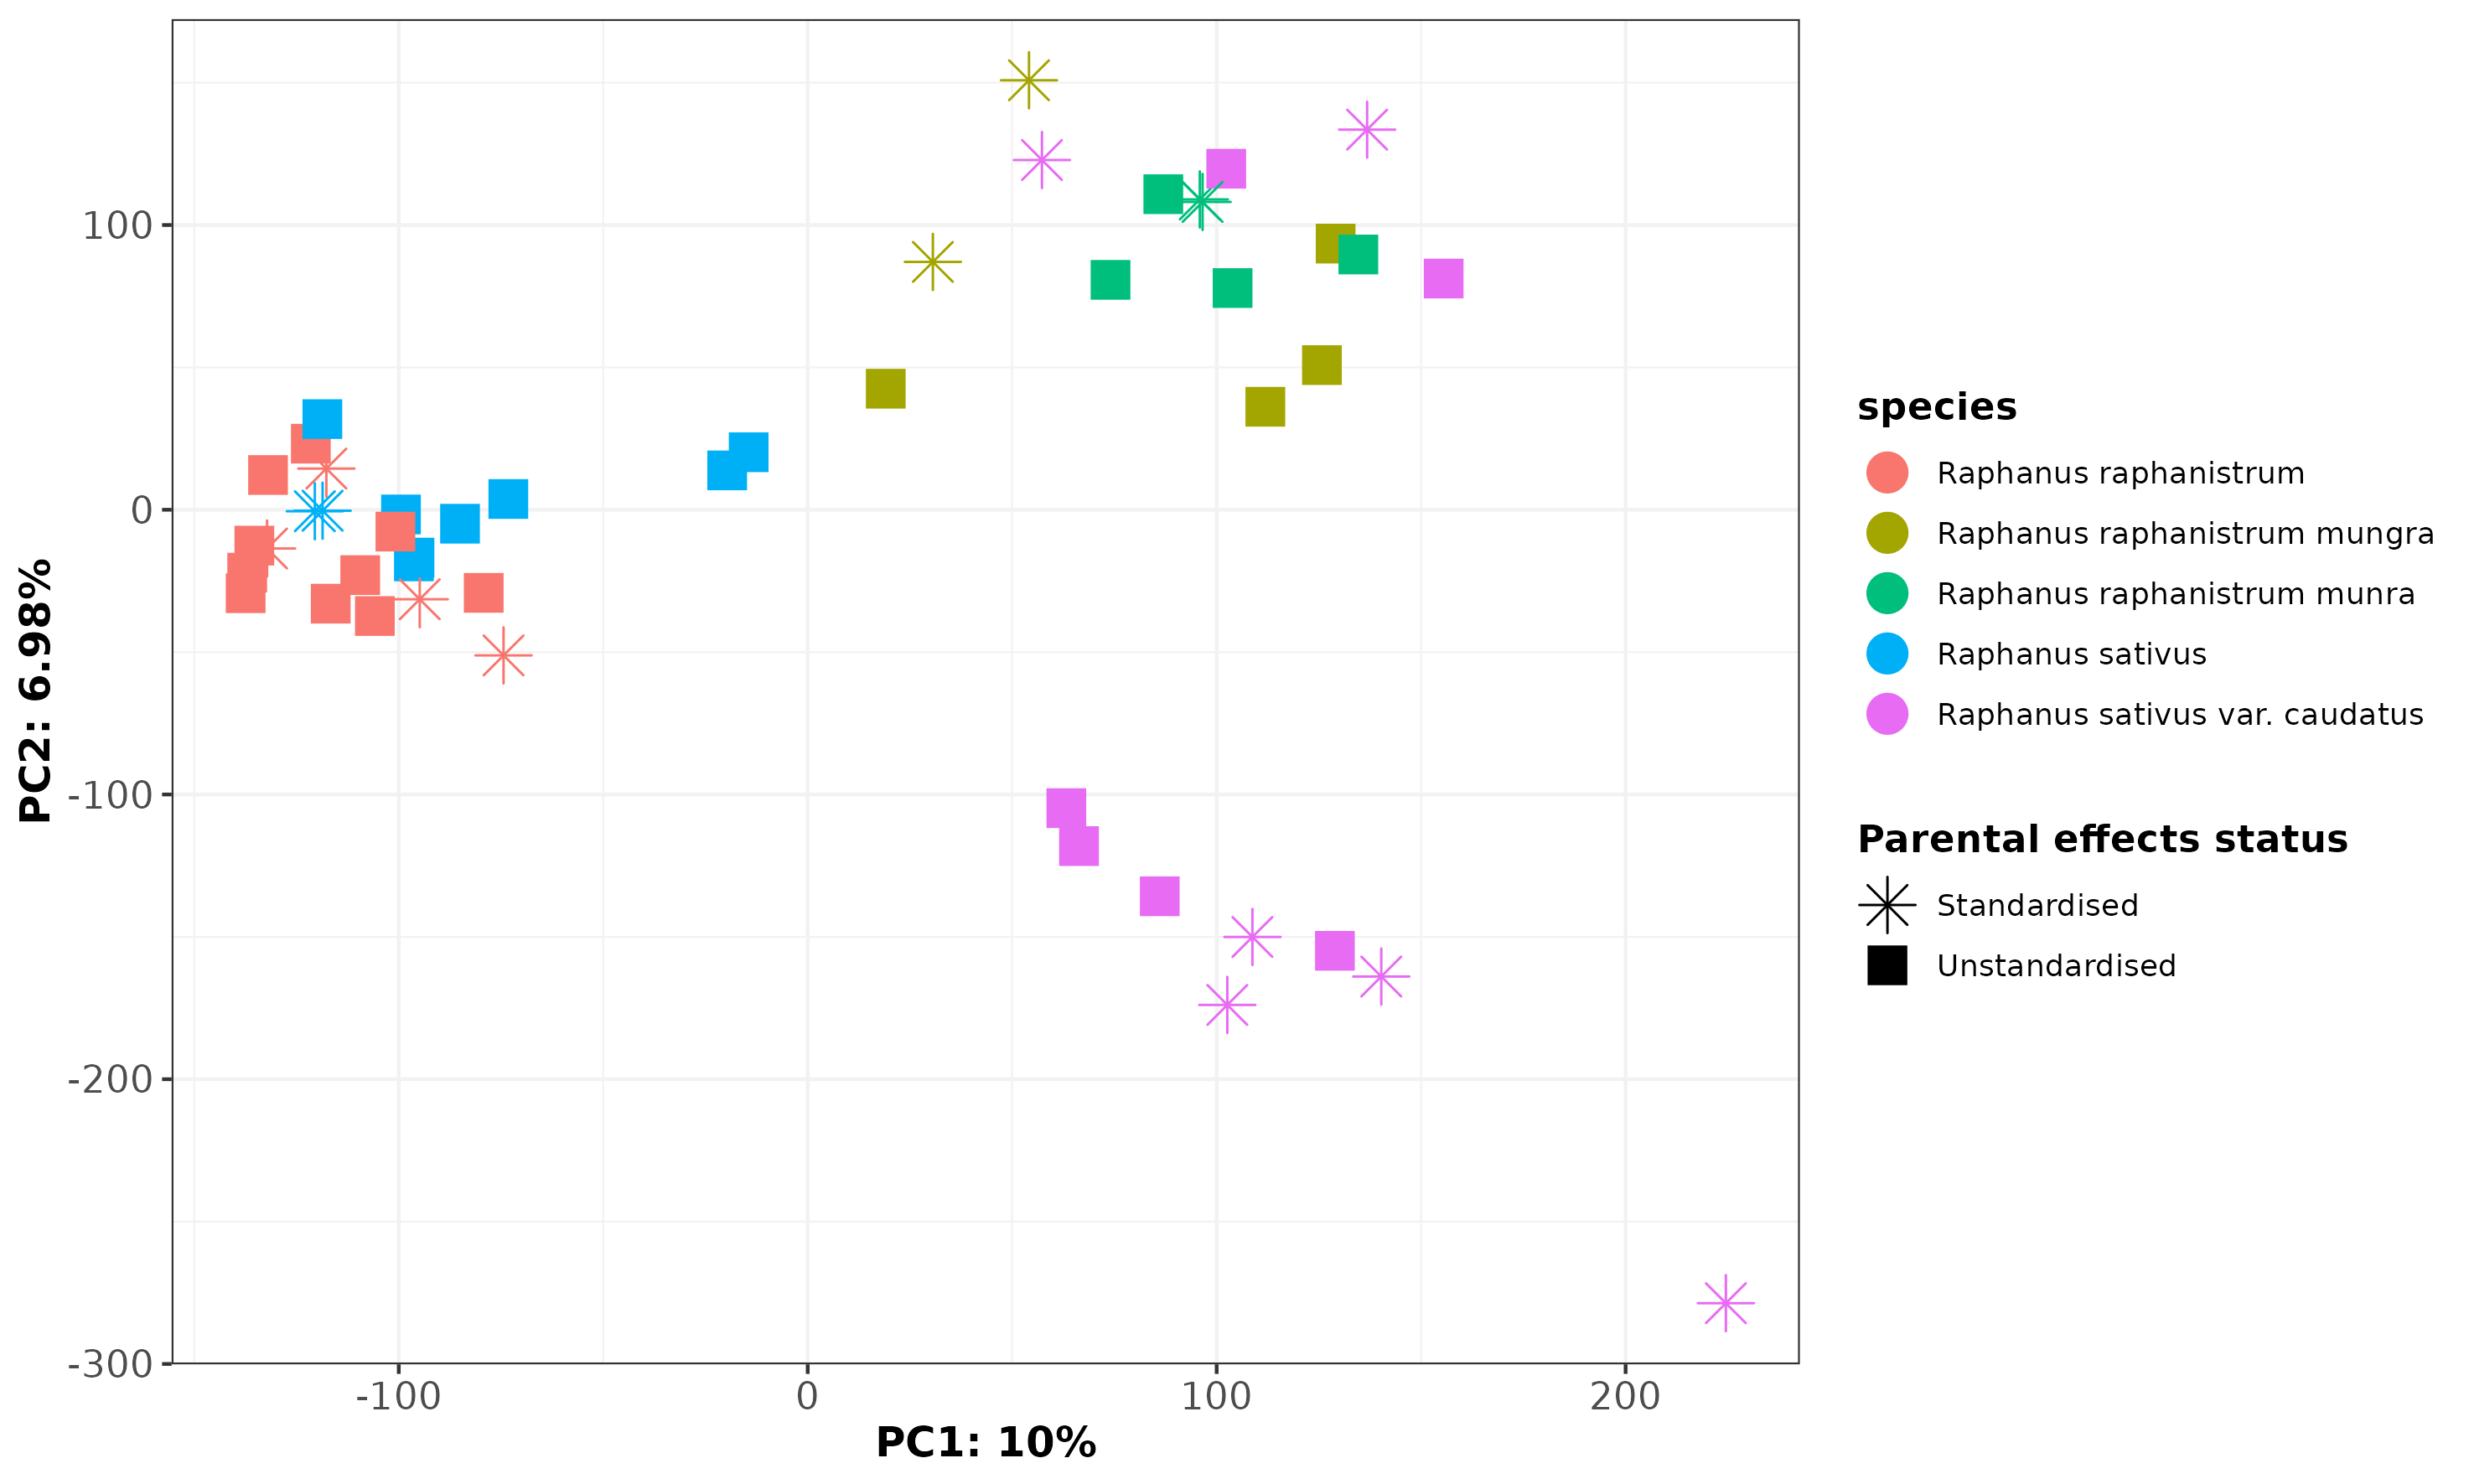 100
0
-100
-200
-300
PC2: 6.98%
-100
0
100
200
PC1: 10%
species
Raphanus raphanistrum
Raphanus raphanistrum mungra
Raphanus raphanistrum munra
Raphanus sativus
Raphanus sativus var. caudatus
Parental effects status
Standardised
Unstandardised